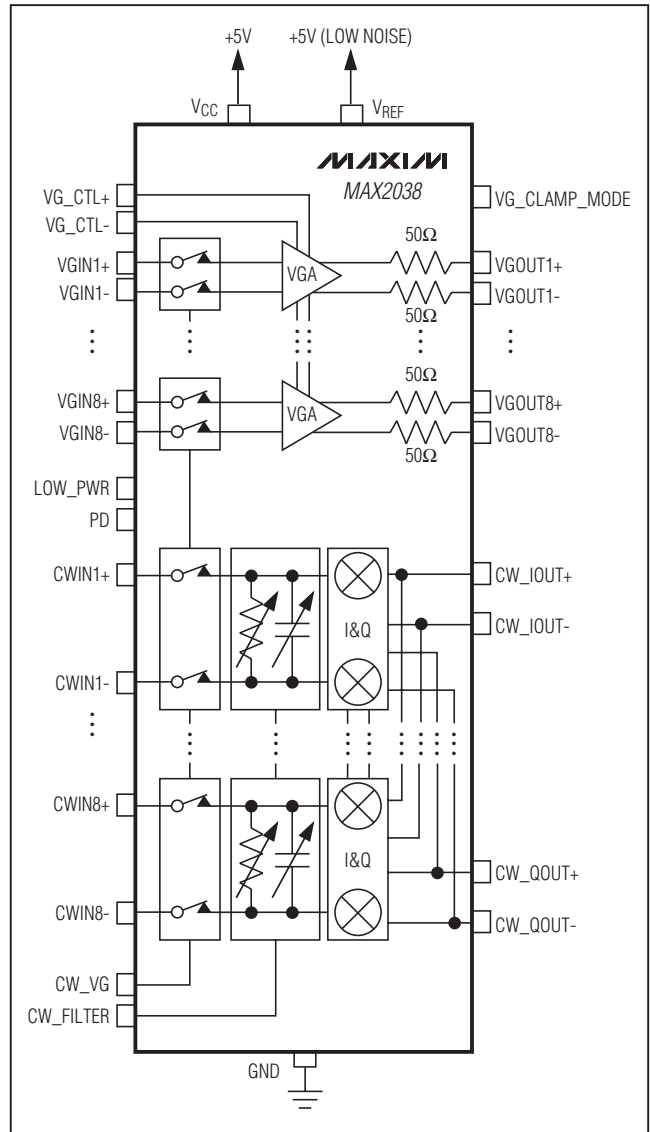 +5V
+5V (LOW NOISE)
VCC
VREF
MAXIM
MAX2038
VG_CTL+
VG_CTL-
VG_CLAMP_MODE
VGIN1+
VGIN1-
VGA
50Ω
50Ω
VGOUT1+
VGOUT1-
VGIN8+
VGIN8-
VGA
50Ω
50Ω
VGOUT8+
VGOUT8-
LOW_PWR
PD
CWIN1+
CWIN1-
I&Q
CW_IOUT+
CW_IOUT-
CWIN8+
CWIN8-
I&Q
CW_QOUT+
CW_QOUT-
CW_VG
CW_FILTER
GND